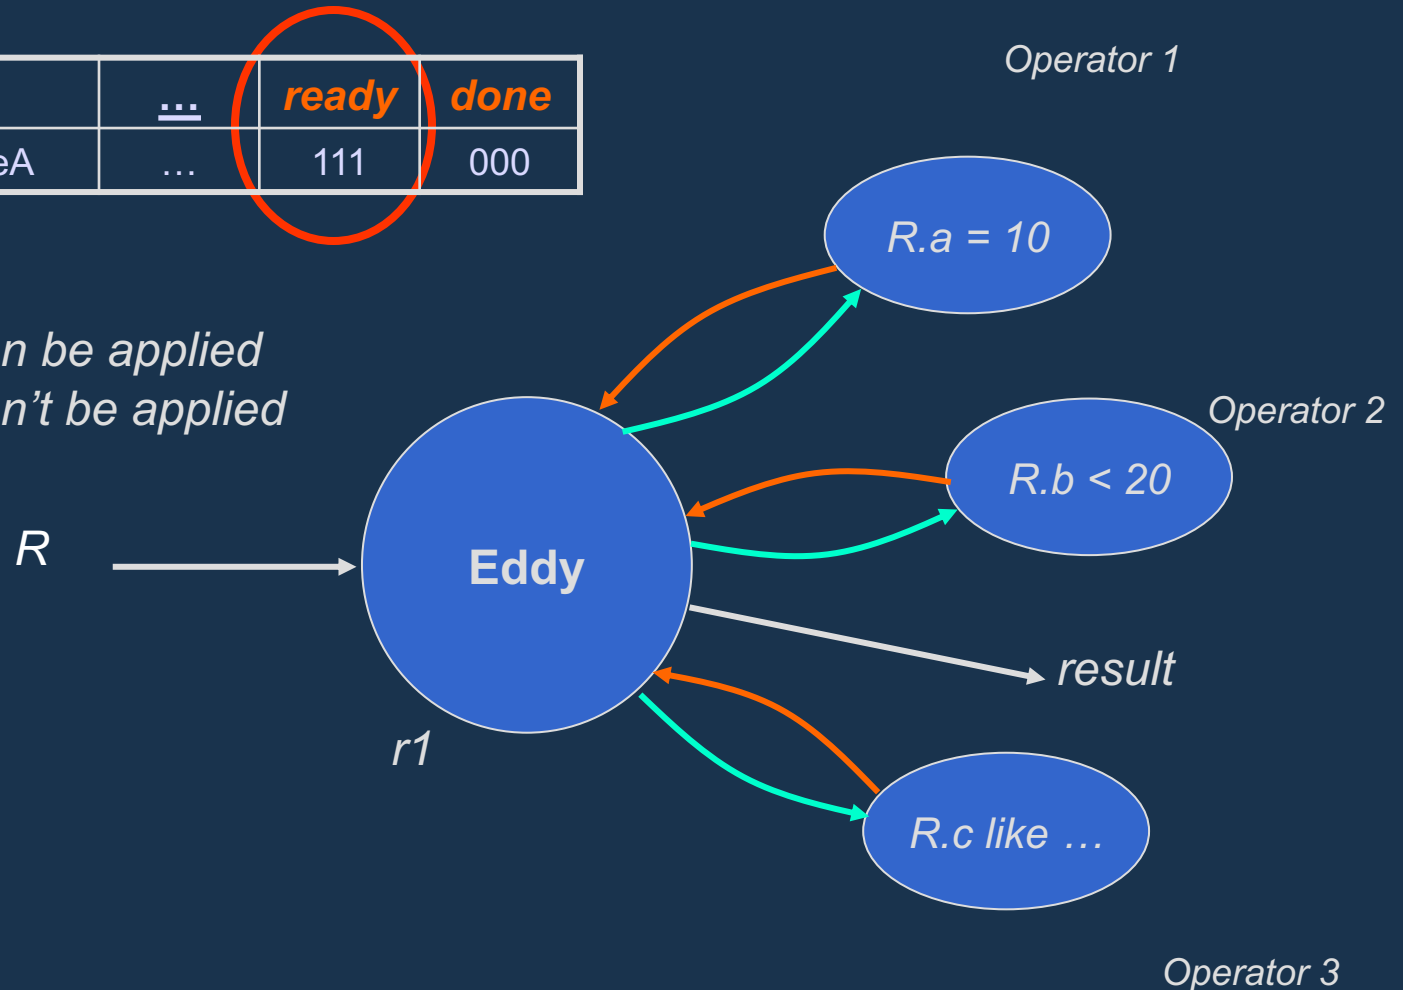 Operator 1
… ready done
eA … 111 000
R.a = 10
n be applied
n’t be applied
Operator 2
R.b < 20
R
Eddy
result
r1
R.c like …
Operator 3